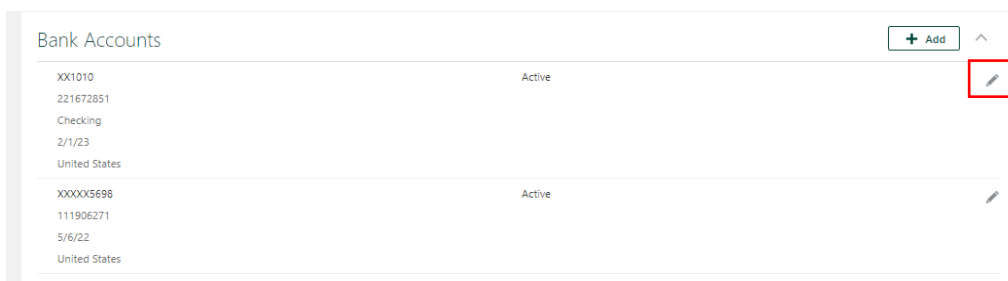 Bank Accounts
+ Add
XX1010 Active
221672851
Checking
2/1/23
United States
XXXXX5698 Active
111906271
5/6/22
United States